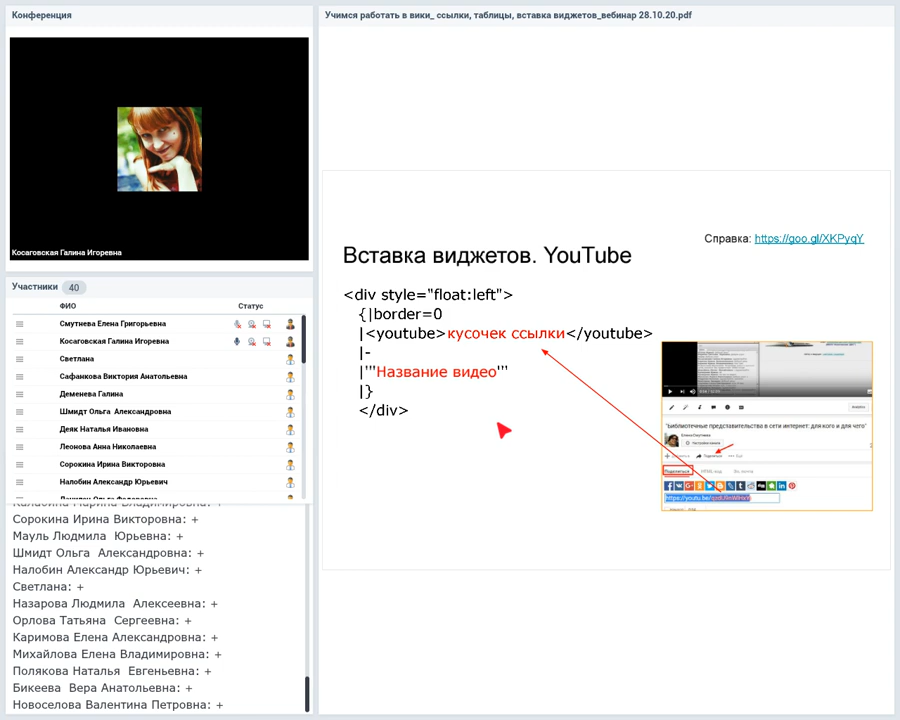 Конференция
Косаговская Галина Игоревна
Участники 40
ФИО Статус
Смутнева Елена Григорьевна
Косаговская Галина Игоревна
Светлана
Сафанкова Виктория Анатольевна
Деменева Галина
Шмидт Ольга Александровна
Деяк Наталья Ивановна
Леонова Анна Николаевна
Сорокина Ирина Викторовна
Налобин Александр Юрьевич
Сорокина Ирина Викторовна: +
Мауль Людмила Юрьевна: +
Шмидт Ольга Александровна: +
Налобин Александр Юрьевич: +
Светлана: +
Назарова Людмила Алексеевна: +
Орлова Татьяна Сергеевна: +
Каримова Елена Александровна: +
Михайлова Елена Владимировна: +
Полякова Наталья Евгеньевна: +
Бикеева Вера Анатольевна: +
Новоселова Валентина Петровна: +
Учимся работать в вики_ ссылки, таблицы, вставка виджетов_вебинар 28.10.20.pdf
Справка: https://goo.gl/XKPyqY
Вставка виджетов. YouTube
<div style="float:left">
{|border=0
|<youtube>кусочек ссылки</youtube>
|-
|'''Название видео'''
|}
</div>
"Библиотечные представительства в сети интернет: для кого и для чего"
Поделиться
Поделиться
https://youtu.be/